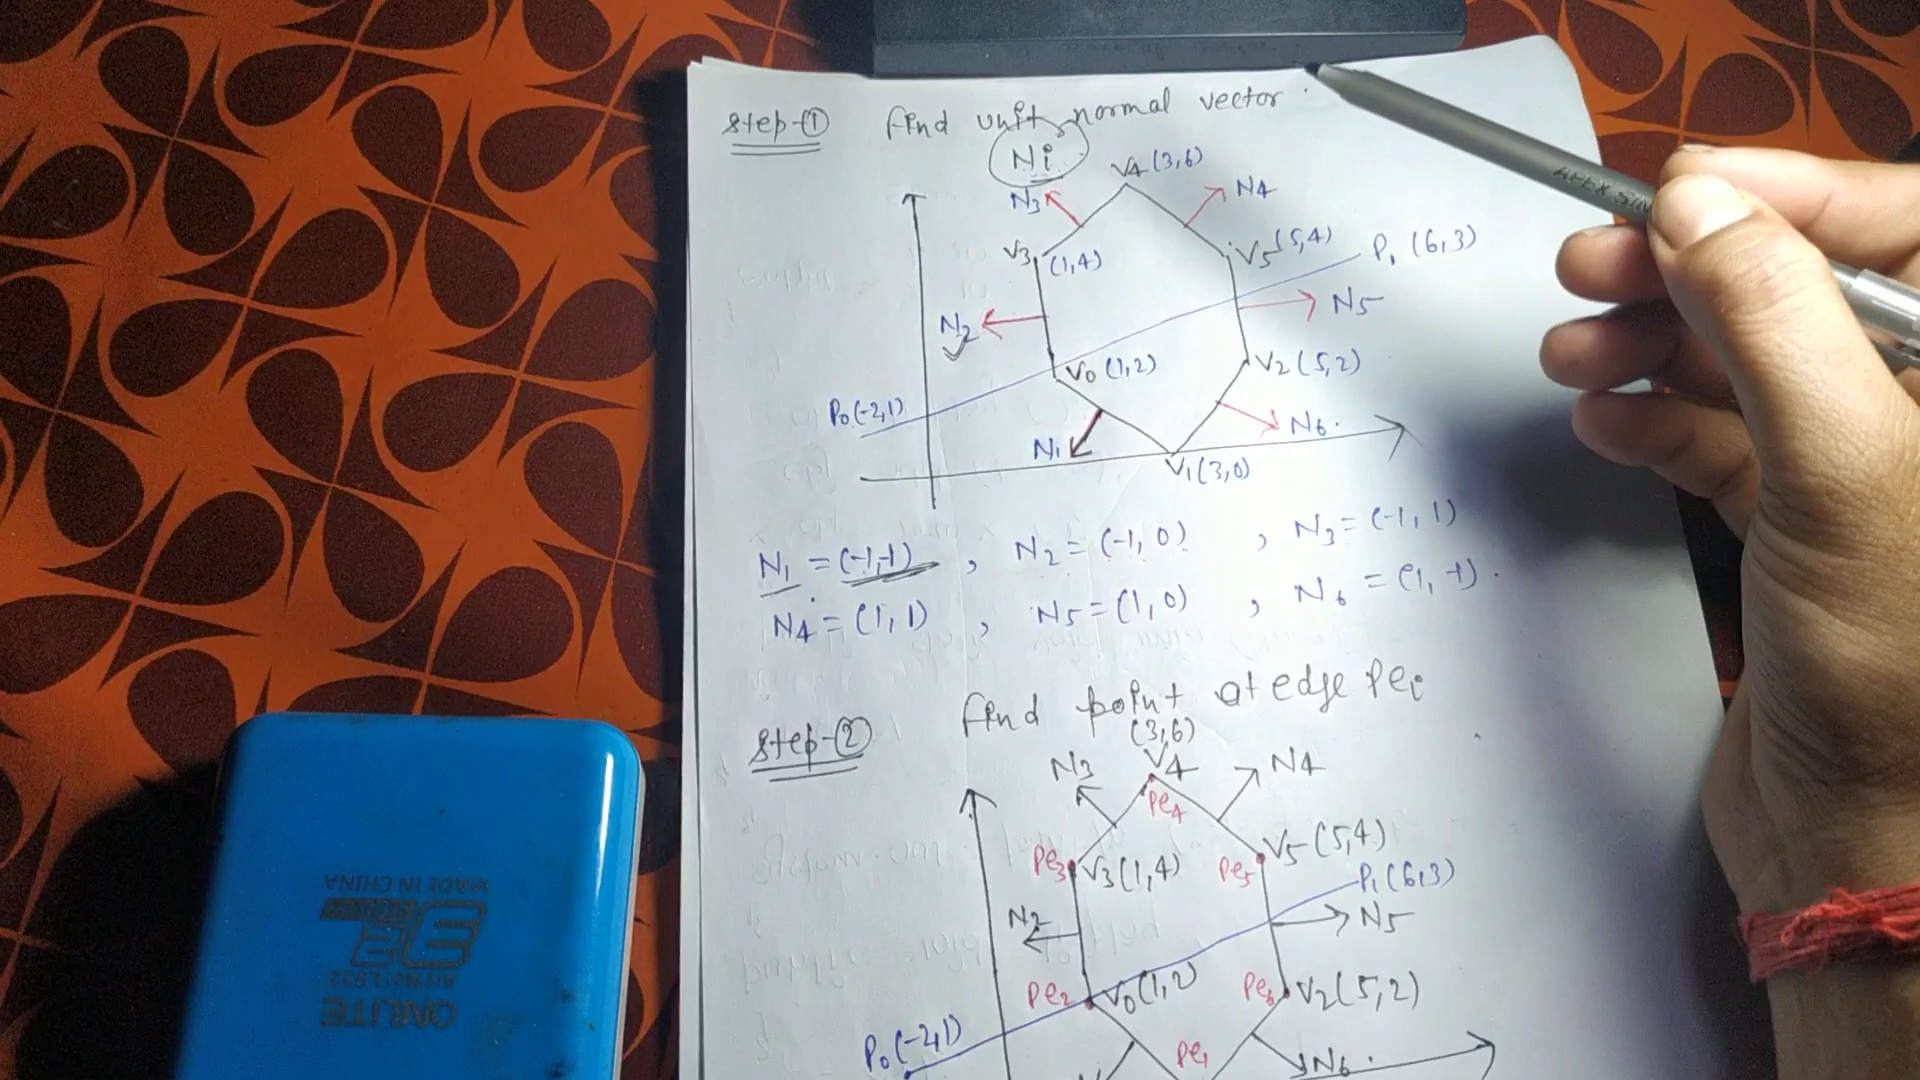 Step-① Find unit normal vector
Ni
V4 (3,6)
N3
N4
V3 (1,4)
V5 (5,4)
P1 (6,3)
N2
N5
V0 (1,2)
V2 (5,2)
P0 (-2,1)
N1
N6.
V1 (3,0)
N1 = (-1,-1) , N2 = (-1, 0) , N3 = (-1, 1)
N4 = (1, 1) , N5 = (1, 0) , N6 = (1, -1).
Step-② Find point at edge Pei
(3,6)
N3 V4 N4
Pe4
V5 (5,4)
Pe3 V3 (1,4) Pe5
P1 (6,3)
N2
N5
Pe2 V0 (1,2) Pe6 V2 (5,2)
P0 (-2,1)
Pe1
N6.
MADE IN CHINA
ONLITE